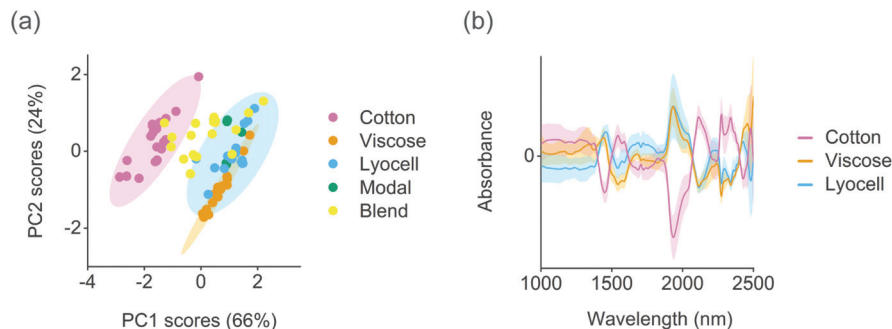 (a)
PC2 scores (24%)
2
0
-2
-4
-2
0
2
PC1 scores (66%)
Cotton
Viscose
Lyocell
Modal
Blend
(b)
Absorbance
0
1000
1500
2000
2500
Wavelength (nm)
Cotton
Viscose
Lyocell